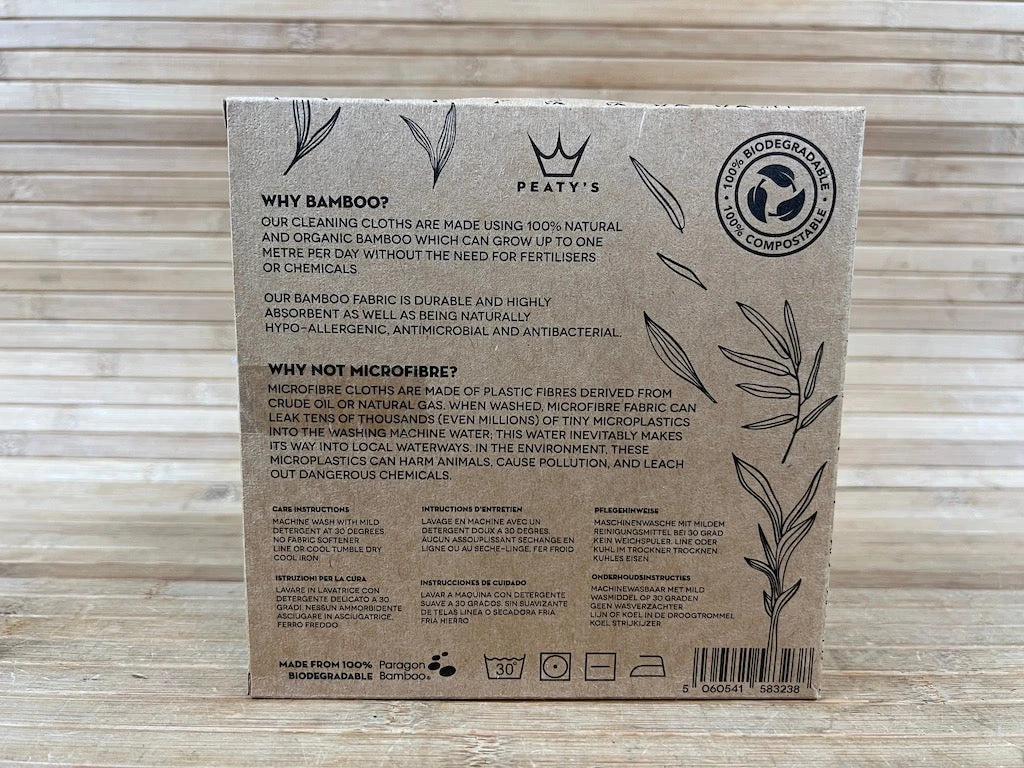 PEATY'S
100% BIODEGRADABLE
100% COMPOSTABLE
WHY BAMBOO?
OUR CLEANING CLOTHS ARE MADE USING 100% NATURAL
AND ORGANIC BAMBOO WHICH CAN GROW UP TO ONE
METRE PER DAY WITHOUT THE NEED FOR FERTILISERS
OR CHEMICALS
OUR BAMBOO FABRIC IS DURABLE AND HIGHLY
ABSORBENT AS WELL AS BEING NATURALLY
HYPO-ALLERGENIC, ANTIMICROBIAL AND ANTIBACTERIAL.
WHY NOT MICROFIBRE?
MICROFIBRE CLOTHS ARE MADE OF PLASTIC FIBRES DERIVED FROM
CRUDE OIL OR NATURAL GAS. WHEN WASHED, MICROFIBRE FABRIC CAN
LEAK TENS OF THOUSANDS (EVEN MILLIONS) OF TINY MICROPLASTICS
INTO THE WASHING MACHINE WATER; THIS WATER INEVITABLY MAKES
ITS WAY INTO LOCAL WATERWAYS. IN THE ENVIRONMENT, THESE
MICROPLASTICS CAN HARM ANIMALS, CAUSE POLLUTION, AND LEACH
OUT DANGEROUS CHEMICALS.
CARE INSTRUCTIONS
MACHINE WASH WITH MILD
DETERGENT AT 30 DEGREES.
NO FABRIC SOFTENER
LINE OR COOL TUMBLE DRY
COOL IRON
INTRUCTIONS D'ENTRETIEN
LAVAGE EN MACHINE AVEC UN
DETERGENT DOUX A 30 DEGRES.
AUCUN ASSOUPLISSANT SECHANGE EN
LIGNE OU AU SECHE-LINGE, FER FROID
PFLEGEHINWEISE
MASCHINENWASCHE MIT MILDEM
REINIGUNGSMITTEL BEI 30 GRAD
KEIN WEICHSPULER. LINE ODER
KUHL IM TROCKNER TROCKNEN
KUHLES EISEN
ISTRUZIONI PER LA CURA
LAVARE IN LAVATRICE CON
DETERGENTE DELICATO A 30
GRADI. NESSUN AMMORBIDENTE
ASCIUGARE IN ASCIUGATRICE,
FERRO FREDDO
INSTRUCCIONES DE CUIDADO
LAVAR A MAQUINA CON DETERGENTE
SUAVE A 30 GRADOS. SIN SUAVIZANTE
DE TELAS LINEA O SECADORA FRIA
FRIA HIERRO
ONDERHOUDSINSTRUCTIES
MACHINEWASBAAR MET MILD
WASMIDDEL OP 30 GRADEN
GEEN WASVERZACHTER
LIJN OF KOEL IN DE DROOGTROMMEL
KOEL STRIJKIJZER
MADE FROM 100%
BIODEGRADABLE
Paragon
Bamboo®
30°
5 060541 583238